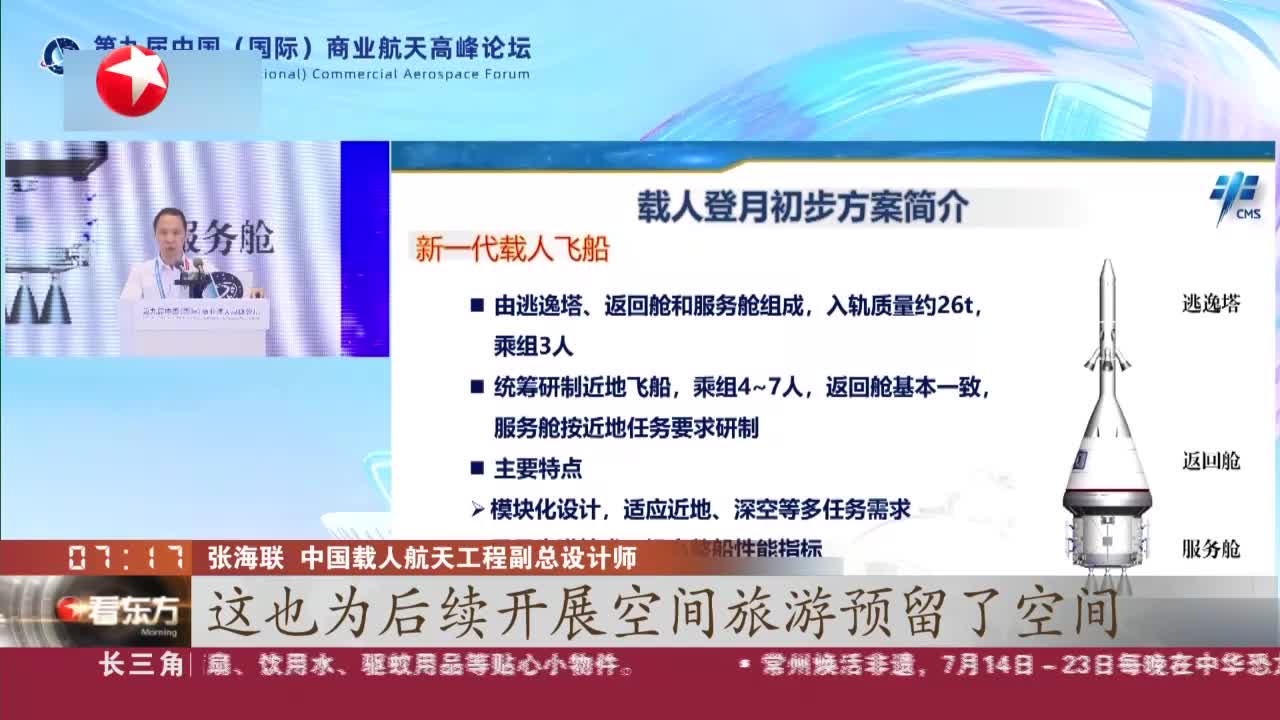 第九届中国（国际）商业航天高峰论坛
ional) Commercial Aerospace Forum
服务舱
载人登月初步方案简介
CMS
新一代载人飞船
■ 由逃逸塔、返回舱和服务舱组成，入轨质量约26t，
乘组3人
■ 统筹研制近地飞船，乘组4~7人，返回舱基本一致，
服务舱按近地任务要求研制
■ 主要特点
➢ 模块化设计，适应近地、深空等多任务需求
整船性能指标
逃逸塔
返回舱
服务舱
07:17 张海联 中国载人航天工程副总设计师
看东方
Morning
这也为后续开展空间旅游预留了空间
长三角 扇、饮用水、驱蚊用品等贴心小物件。 * 常州焕活非遗，7月14日－23日每晚在中华恐